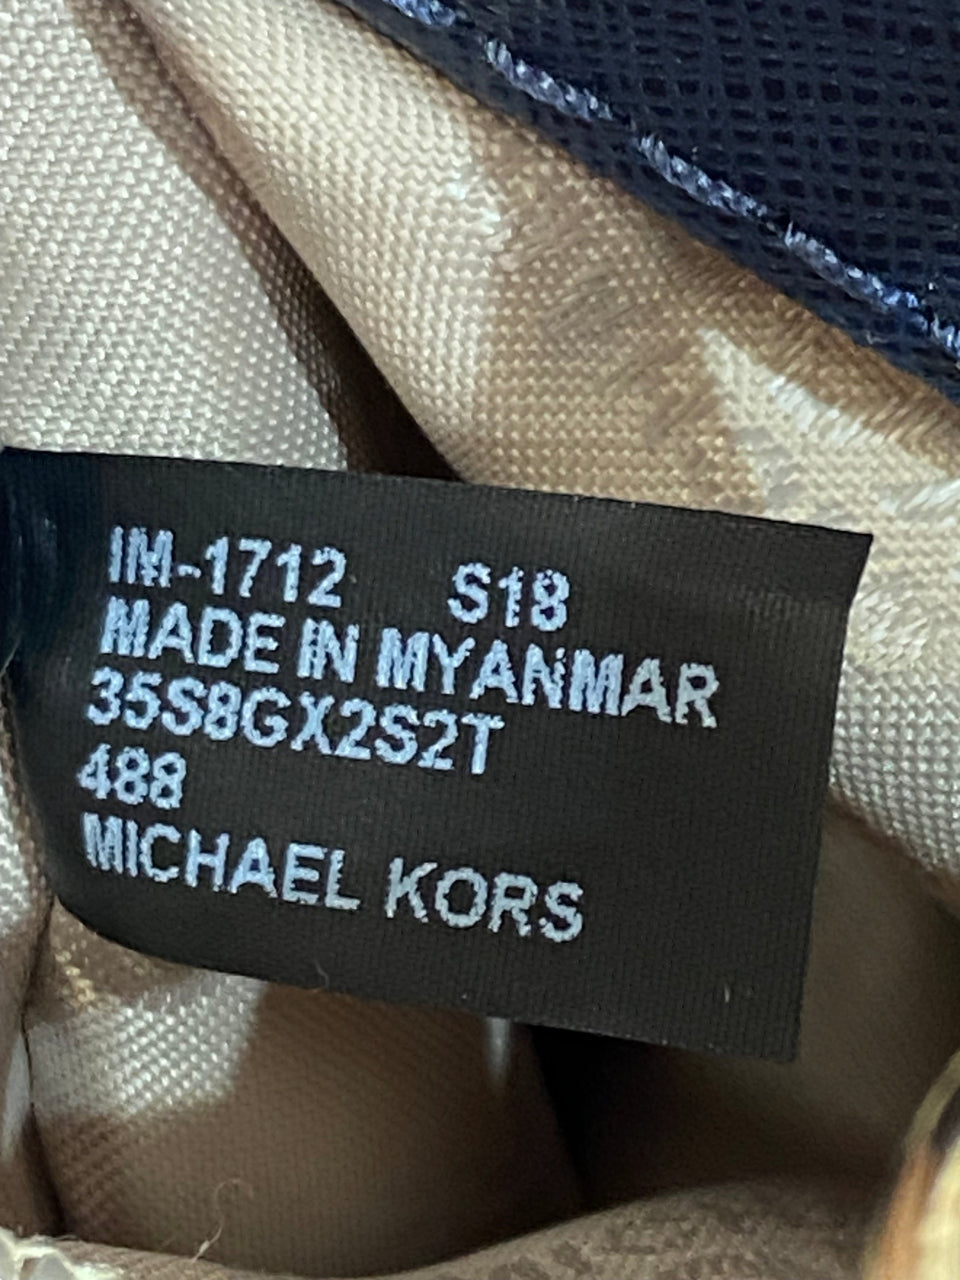 IM-1712 S18
MADE IN MYANMAR
35S8GX2S2T
488
MICHAEL KORS